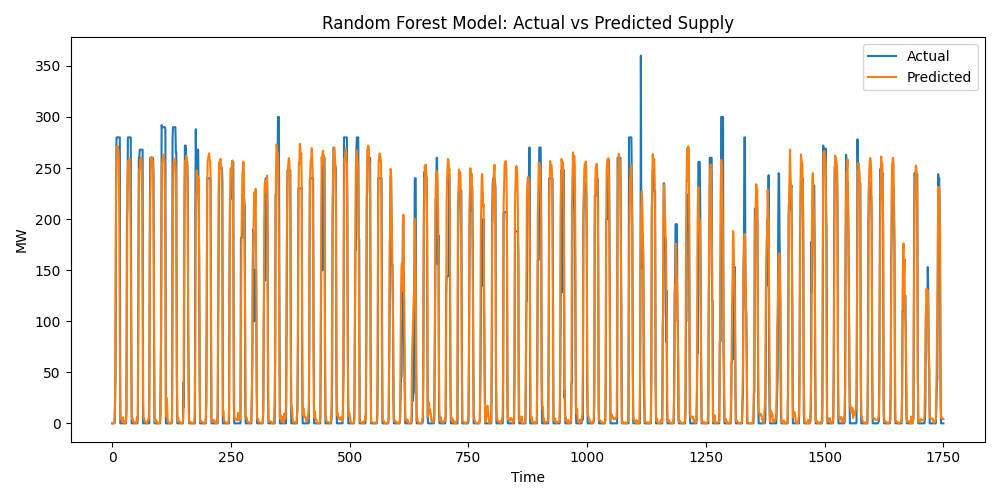 Random Forest Model: Actual vs Predicted Supply
Actual
Predicted
MW
350
300
250
200
150
100
50
0
0 250 500 750 1000 1250 1500 1750
Time